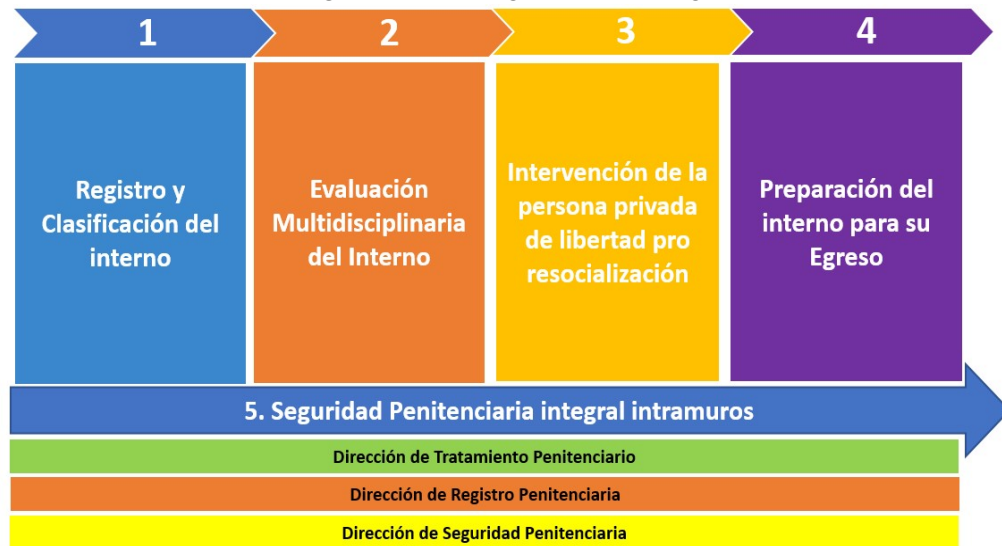 1
2
3
4
Registro y
Clasificación del
interno
Evaluación
Multidisciplinaria
del Interno
Intervención de la
persona privada
de libertad pro
resocialización
Preparación del
interno para su
Egreso
5. Seguridad Penitenciaria integral intramuros
Dirección de Tratamiento Penitenciario
Dirección de Registro Penitenciaria
Dirección de Seguridad Penitenciaria